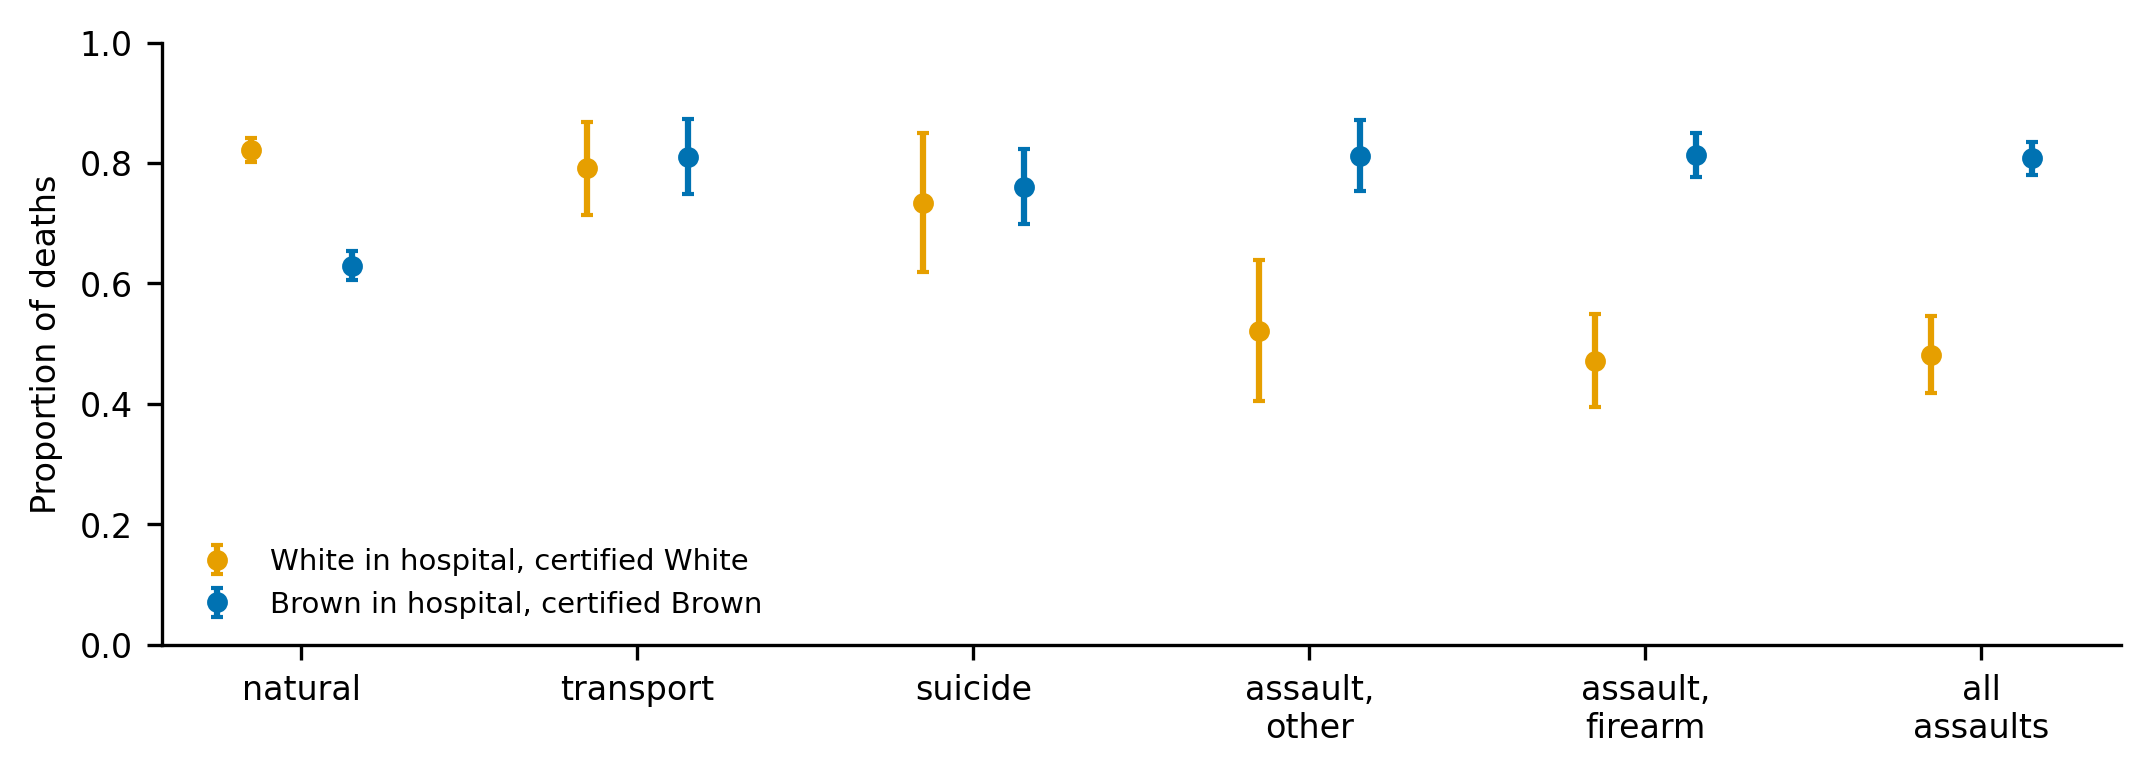 Proportion of deaths
1.0
0.8
0.6
0.4
0.2
0.0
White in hospital, certified White
Brown in hospital, certified Brown
natural
transport
suicide
assault,
other
assault,
firearm
all
assaults